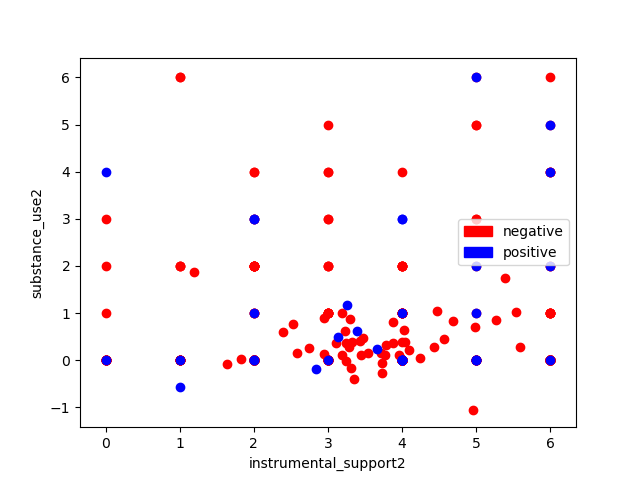 6
5
4
3
2
1
0
−1
substance_use2
negative
positive
0 1 2 3 4 5 6
instrumental_support2